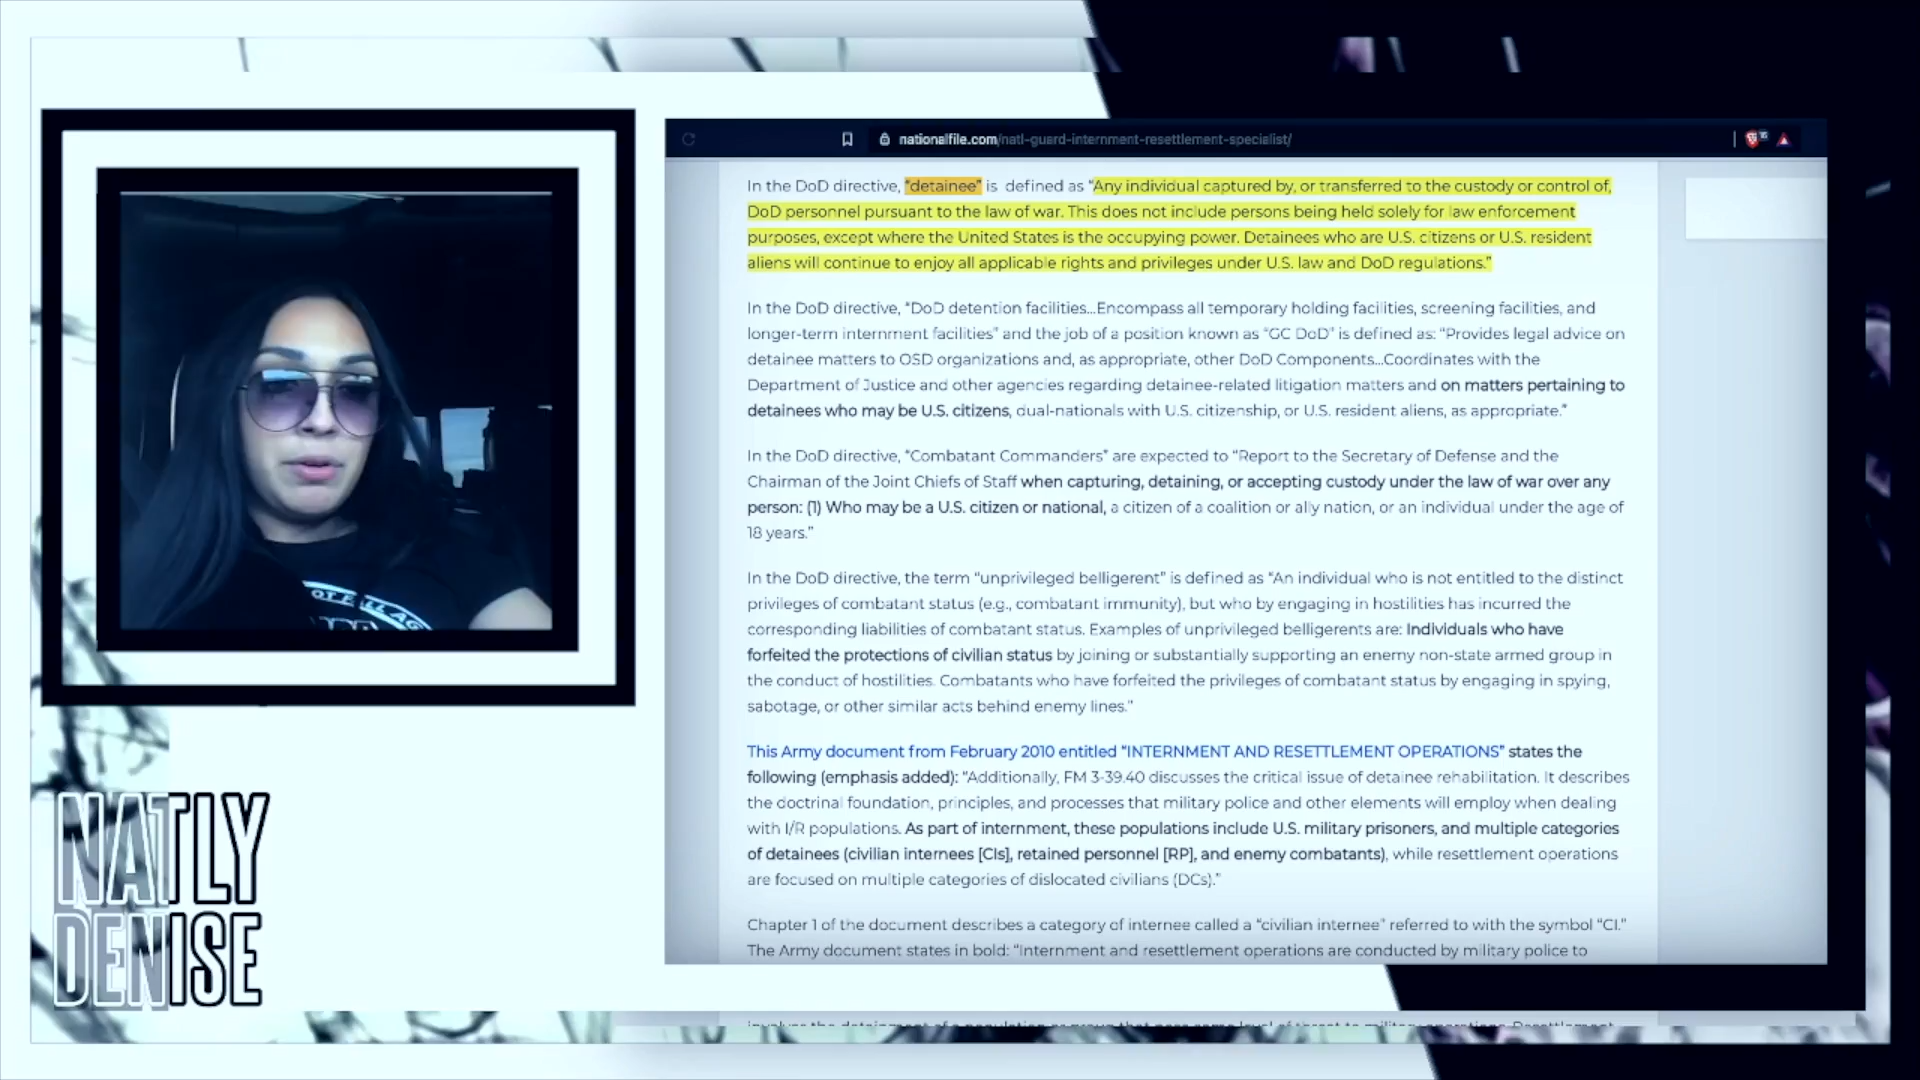 nationalfile.com/natl-guard-internment-resettlement-specialist/
In the DoD directive, “detainee” is defined as “Any individual captured by, or transferred to the custody or control of,
DoD personnel pursuant to the law of war. This does not include persons being held solely for law enforcement
purposes, except where the United States is the occupying power. Detainees who are U.S. citizens or U.S. resident
aliens will continue to enjoy all applicable rights and privileges under U.S. law and DoD regulations.”
In the DoD directive, “DoD detention facilities...Encompass all temporary holding facilities, screening facilities, and
longer-term internment facilities” and the job of a position known as “GC DoD” is defined as: “Provides legal advice on
detainee matters to OSD organizations and, as appropriate, other DoD Components...Coordinates with the
Department of Justice and other agencies regarding detainee-related litigation matters and on matters pertaining to
detainees who may be U.S. citizens, dual-nationals with U.S. citizenship, or U.S. resident aliens, as appropriate.”
In the DoD directive, “Combatant Commanders” are expected to “Report to the Secretary of Defense and the
Chairman of the Joint Chiefs of Staff when capturing, detaining, or accepting custody under the law of war over any
person: (1) Who may be a U.S. citizen or national, a citizen of a coalition or ally nation, or an individual under the age of
18 years.”
In the DoD directive, the term “unprivileged belligerent” is defined as “An individual who is not entitled to the distinct
privileges of combatant status (e.g., combatant immunity), but who by engaging in hostilities has incurred the
corresponding liabilities of combatant status. Examples of unprivileged belligerents are: Individuals who have
forfeited the protections of civilian status by joining or substantially supporting an enemy non-state armed group in
the conduct of hostilities. Combatants who have forfeited the privileges of combatant status by engaging in spying,
sabotage, or other similar acts behind enemy lines.”
This Army document from February 2010 entitled “INTERNMENT AND RESETTLEMENT OPERATIONS” states the
following (emphasis added): “Additionally, FM 3-39.40 discusses the critical issue of detainee rehabilitation. It describes
the doctrinal foundation, principles, and processes that military police and other elements will employ when dealing
with I/R populations. As part of internment, these populations include U.S. military prisoners, and multiple categories
of detainees (civilian internees [CIs], retained personnel [RP], and enemy combatants), while resettlement operations
are focused on multiple categories of dislocated civilians (DCs).”
Chapter 1 of the document describes a category of internee called a “civilian internee” referred to with the symbol “CI.”
The Army document states in bold: “Internment and resettlement operations are conducted by military police to
NATLY
DENISE